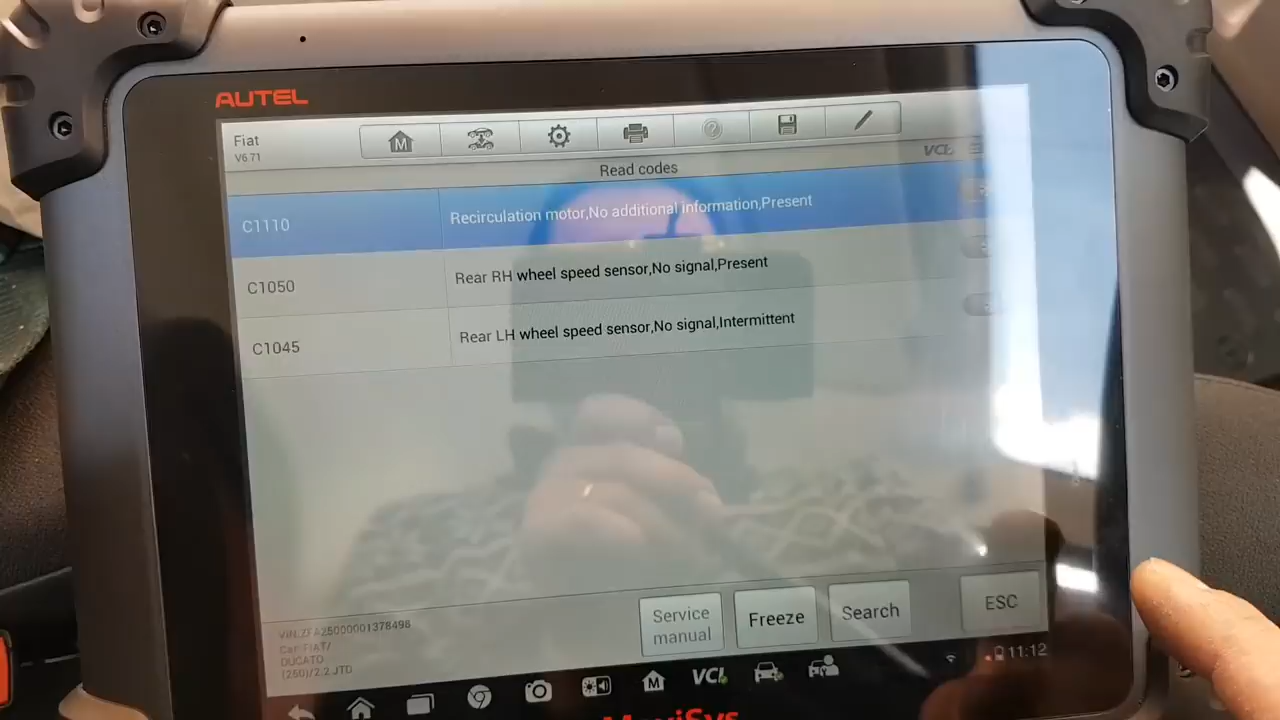 AUTEL
Fiat
V6.71
VCI
Read codes
C1110 Recirculation motor,No additional information,Present
C1050 Rear RH wheel speed sensor,No signal,Present
C1045 Rear LH wheel speed sensor,No signal,Intermittent
Service manual
Freeze
Search
ESC
VIN:ZFA25000001378498
Car: FIAT/
DUCATO
(250)/2.2 JTD
VCI
11:12
MaxiSys